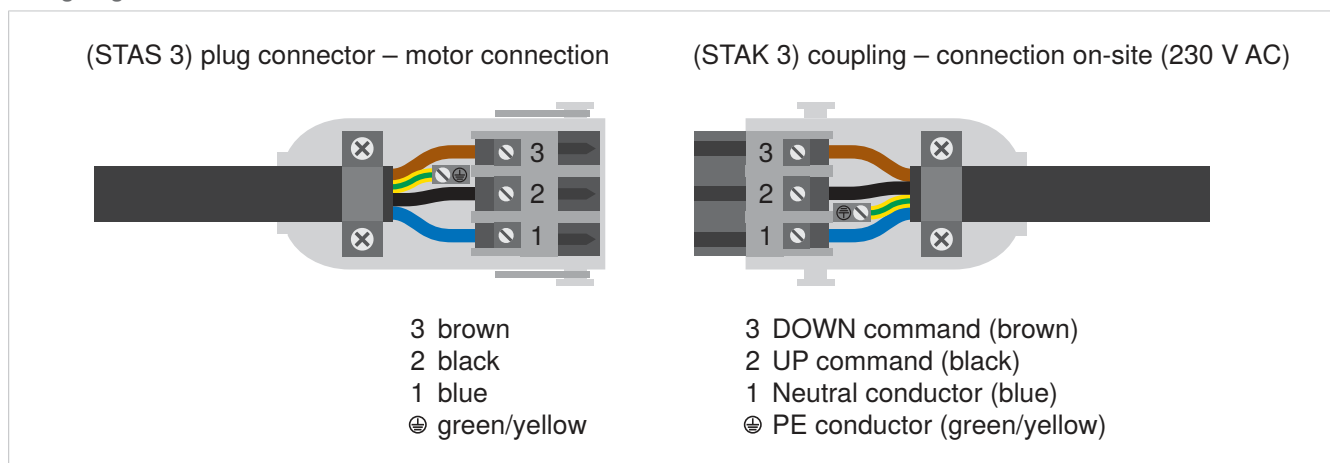 (STAS 3) plug connector – motor connection
3
2
1
3 brown
2 black
1 blue
⏚ green/yellow
(STAK 3) coupling – connection on-site (230 V AC)
3
2
1
3 DOWN command (brown)
2 UP command (black)
1 Neutral conductor (blue)
⏚ PE conductor (green/yellow)